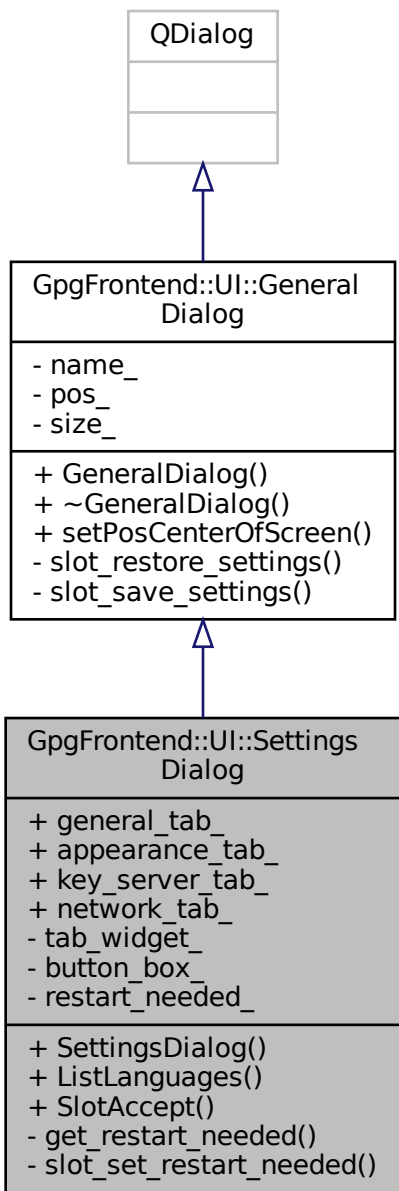 QDialog
GpgFrontend::UI::General
Dialog
- name_
- pos_
- size_
+ GeneralDialog()
+ ~GeneralDialog()
+ setPosCenterOfScreen()
- slot_restore_settings()
- slot_save_settings()
GpgFrontend::UI::Settings
Dialog
+ general_tab_
+ appearance_tab_
+ key_server_tab_
+ network_tab_
- tab_widget_
- button_box_
- restart_needed_
+ SettingsDialog()
+ ListLanguages()
+ SlotAccept()
- get_restart_needed()
- slot_set_restart_needed()